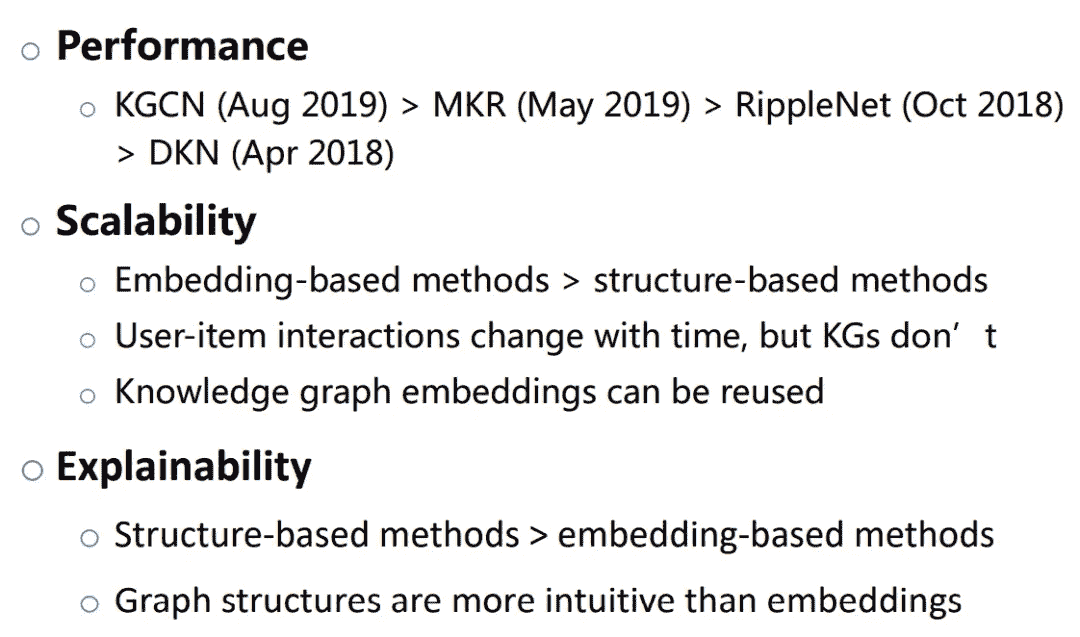 Performance
KGCN (Aug 2019) > MKR (May 2019) > RippleNet (Oct 2018)
> DKN (Apr 2018)
Scalability
Embedding-based methods > structure-based methods
User-item interactions change with time, but KGs don’ t
Knowledge graph embeddings can be reused
Explainability
Structure-based methods > embedding-based methods
Graph structures are more intuitive than embeddings